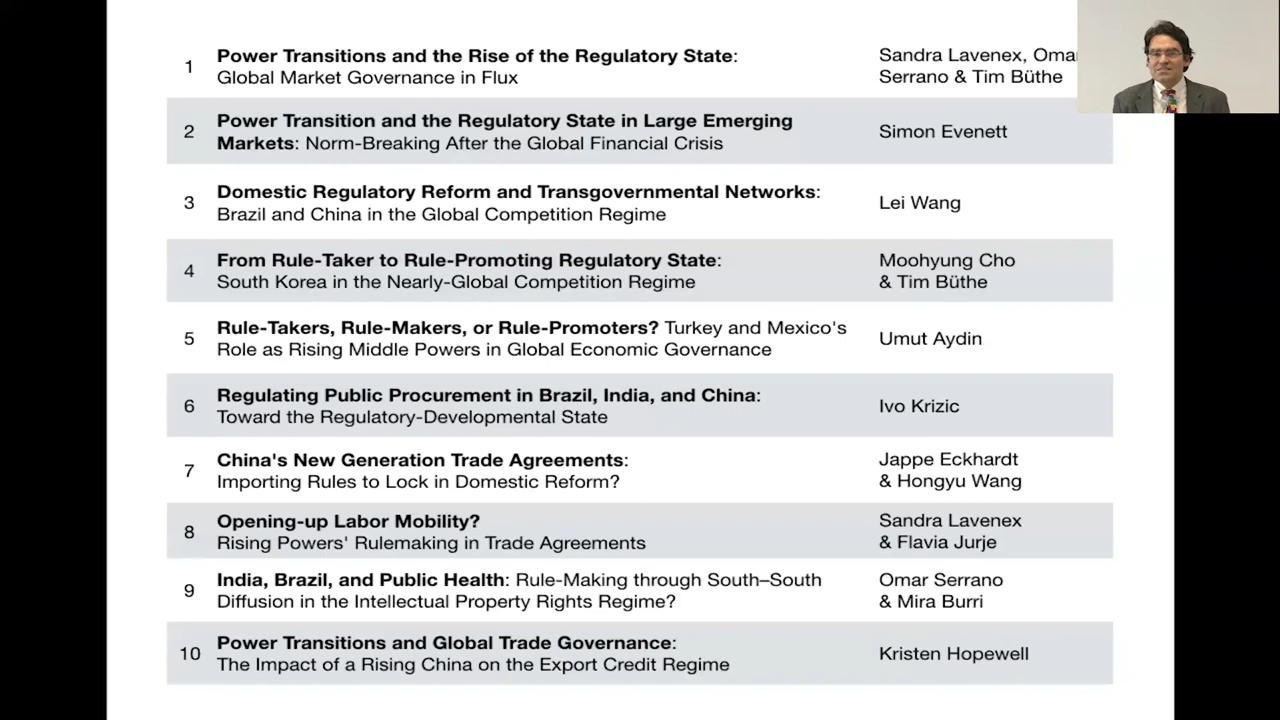 1
Power Transitions and the Rise of the Regulatory State:
Global Market Governance in Flux
Sandra Lavenex, Omar
Serrano & Tim Büthe
2
Power Transition and the Regulatory State in Large Emerging
Markets: Norm-Breaking After the Global Financial Crisis
Simon Evenett
3
Domestic Regulatory Reform and Transgovernmental Networks:
Brazil and China in the Global Competition Regime
Lei Wang
4
From Rule-Taker to Rule-Promoting Regulatory State:
South Korea in the Nearly-Global Competition Regime
Moohyung Cho
& Tim Büthe
5
Rule-Takers, Rule-Makers, or Rule-Promoters? Turkey and Mexico's
Role as Rising Middle Powers in Global Economic Governance
Umut Aydin
6
Regulating Public Procurement in Brazil, India, and China:
Toward the Regulatory-Developmental State
Ivo Krizic
7
China's New Generation Trade Agreements:
Importing Rules to Lock in Domestic Reform?
Jappe Eckhardt
& Hongyu Wang
8
Opening-up Labor Mobility?
Rising Powers' Rulemaking in Trade Agreements
Sandra Lavenex
& Flavia Jurje
9
India, Brazil, and Public Health: Rule-Making through South–South
Diffusion in the Intellectual Property Rights Regime?
Omar Serrano
& Mira Burri
10
Power Transitions and Global Trade Governance:
The Impact of a Rising China on the Export Credit Regime
Kristen Hopewell